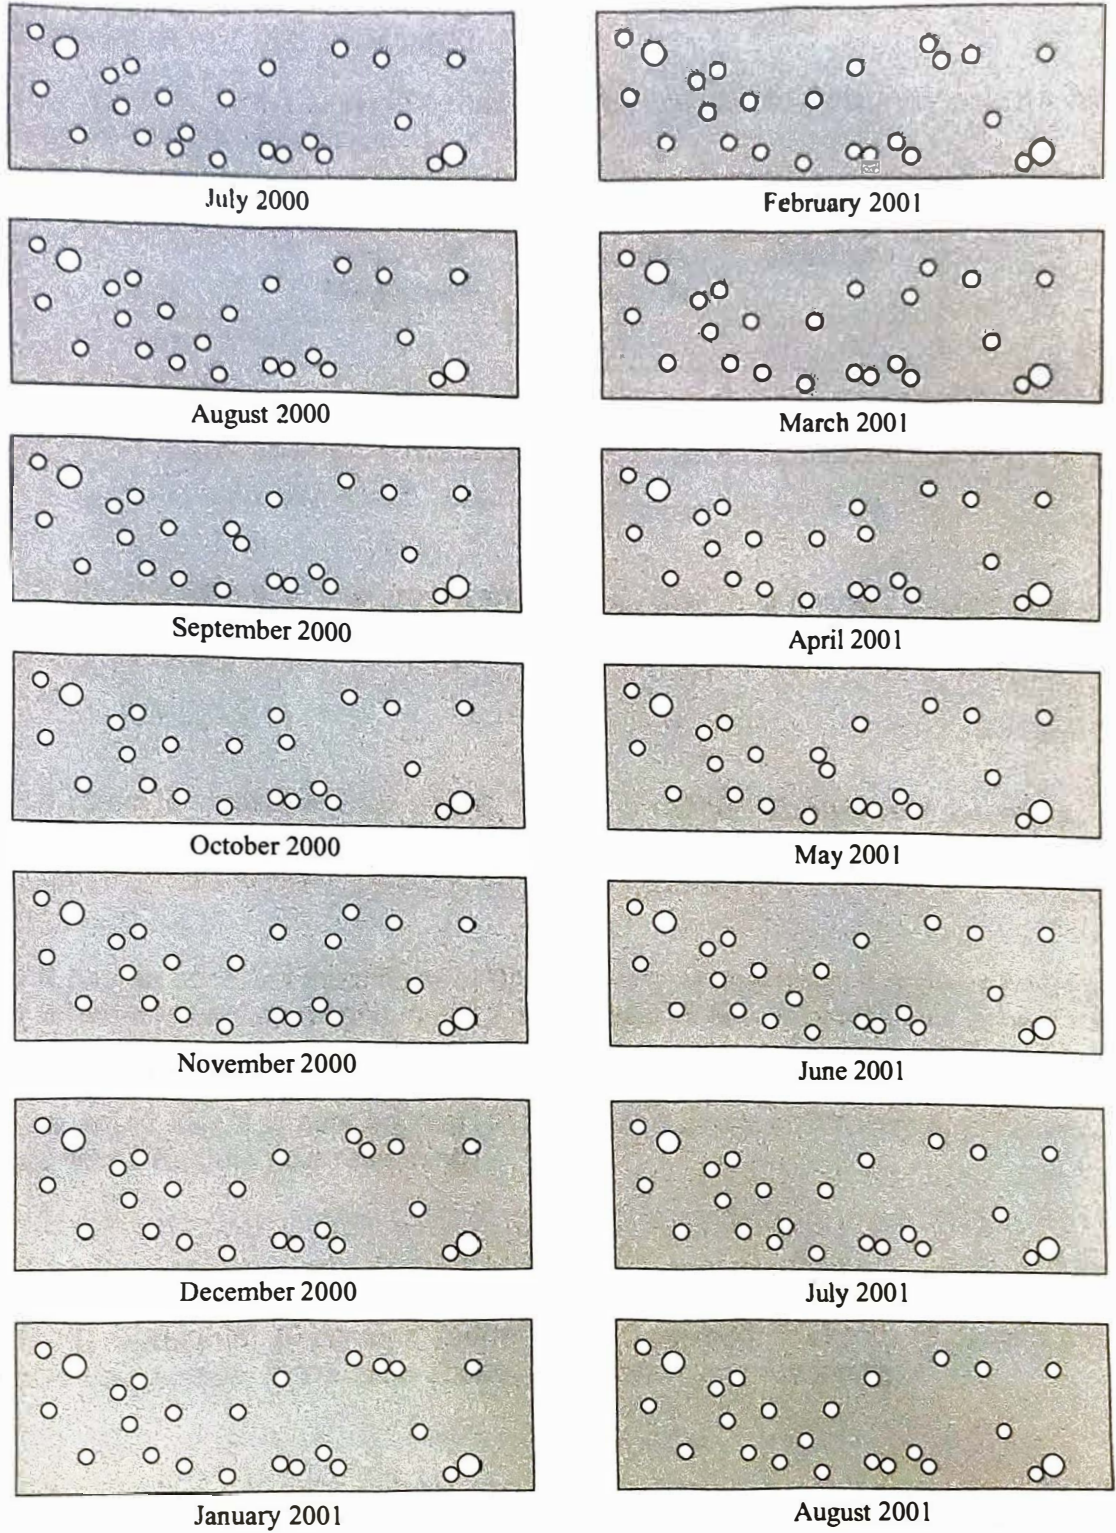 July 2000
August 2000
September 2000
October 2000
November 2000
December 2000
January 2001
February 2001
March 2001
April 2001
May 2001
June 2001
July 2001
August 2001